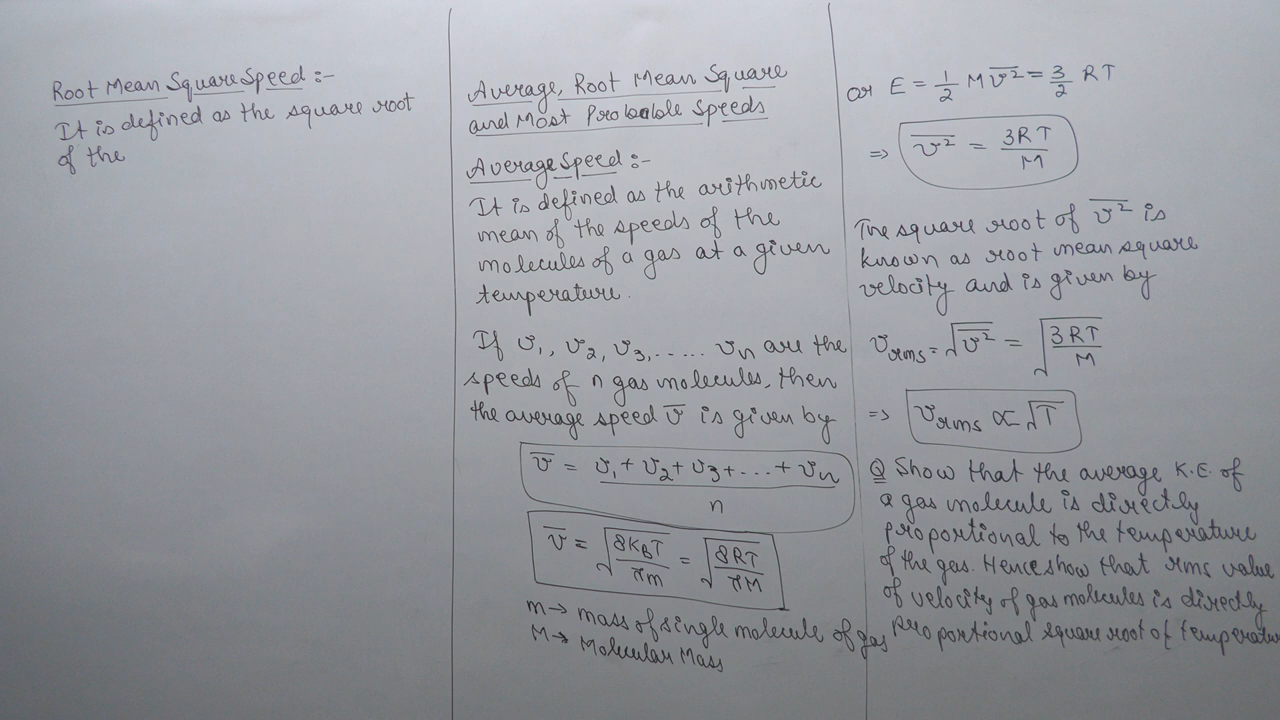 Root Mean Square Speed :-
It is defined as the square root
of the
Average, Root Mean Square
and Most Probable Speeds
Average Speed :-
It is defined as the arithmetic
mean of the speeds of the
molecules of a gas at a given
temperature.
If v₁, v₂, v₃, ..... vn are the
speeds of n gas molecules, then
the average speed v̅ is given by
v̅ = (v₁ + v₂ + v₃ + ... + vn) / n
v̅ = √(8K_BT / πm) = √(8RT / πM)
m → mass of single molecule of gas
M → Molecular Mass
or E = 1/2 M v̅² = 3/2 RT
⇒ v̅² = 3RT / M
The square root of v̅² is
known as root mean square
velocity and is given by
v_rms = √v̅² = √(3RT / M)
⇒ v_rms ∝ √T
Q Show that the average K.E. of
a gas molecule is directly
proportional to the temperature
of the gas. Hence show that rms value
of velocity of gas molecules is directly
proportional square root of temperatu